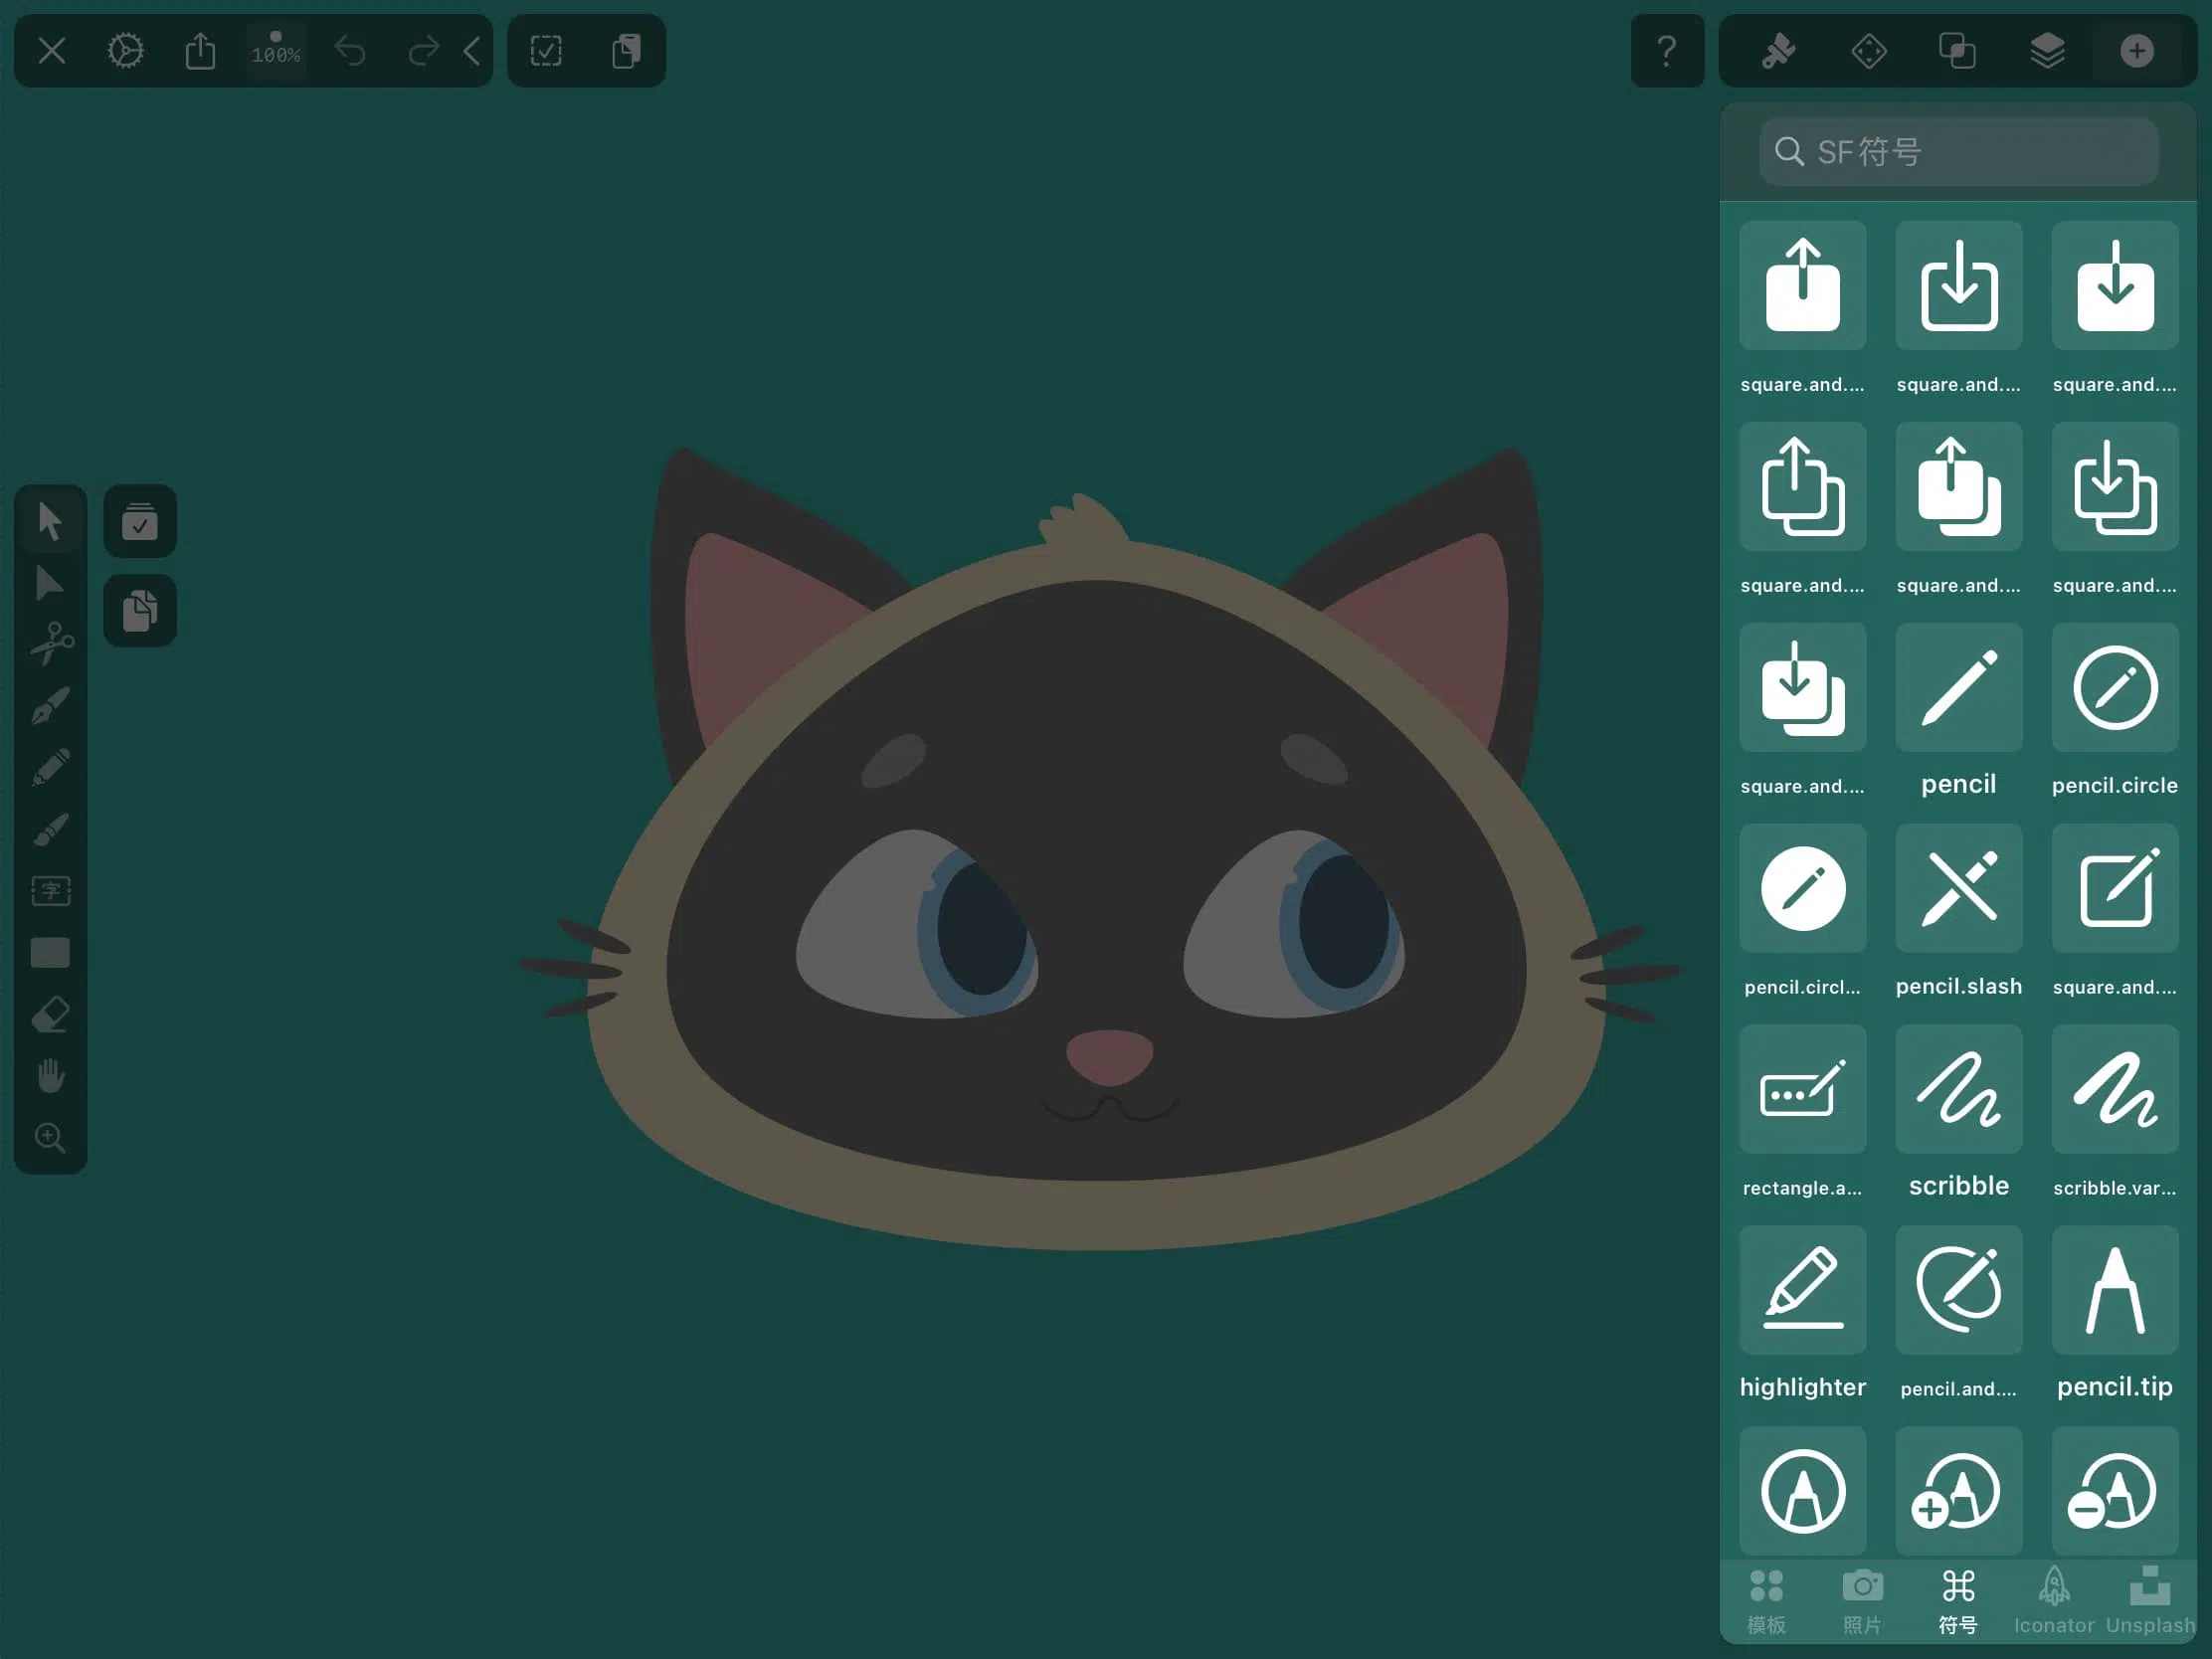 100%
?
SF符号
square.and....
square.and....
square.and....
square.and....
square.and....
square.and....
square.and....
pencil
pencil.circle
pencil.circl...
pencil.slash
square.and....
字
rectangle.a...
scribble
scribble.var...
highlighter
pencil.and....
pencil.tip
模板
照片
符号
Iconator
Unsplash